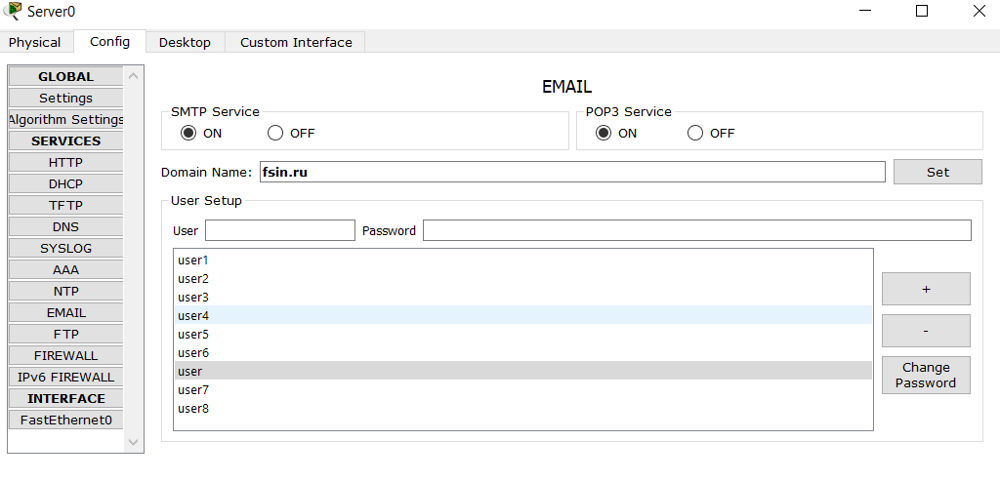 Server0
Physical Config Desktop Custom Interface
GLOBAL
Settings
Algorithm Settings
SERVICES
HTTP
DHCP
TFTP
DNS
SYSLOG
AAA
NTP
EMAIL
FTP
FIREWALL
IPv6 FIREWALL
INTERFACE
FastEthernet0
EMAIL
SMTP Service
ON OFF
POP3 Service
ON OFF
Domain Name: fsin.ru Set
User Setup
User Password
user1
user2
user3
user4
user5
user6
user
user7
user8
+
-
Change
Password